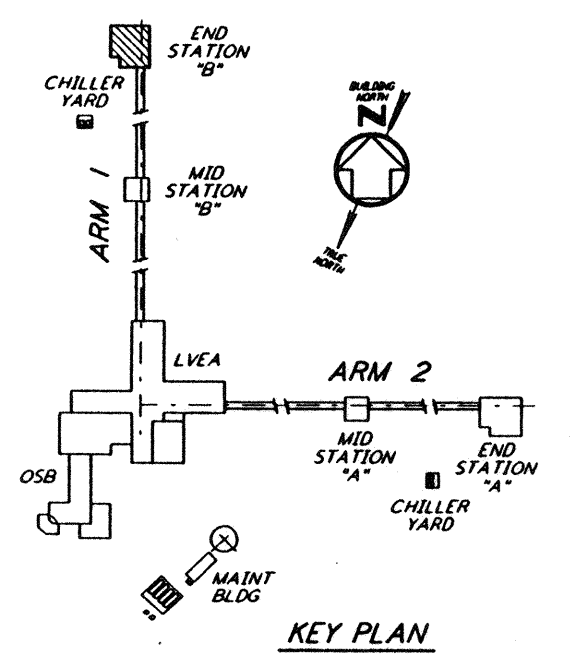 END
STATION
"B"
CHILLER
YARD
BUILDING
NORTH
N
ARM 1
MID
STATION
"B"
TRUE
NORTH
LVEA
ARM 2
MID
STATION
"A"
END
STATION
"A"
OSB
CHILLER
YARD
MAINT
BLDG
KEY PLAN